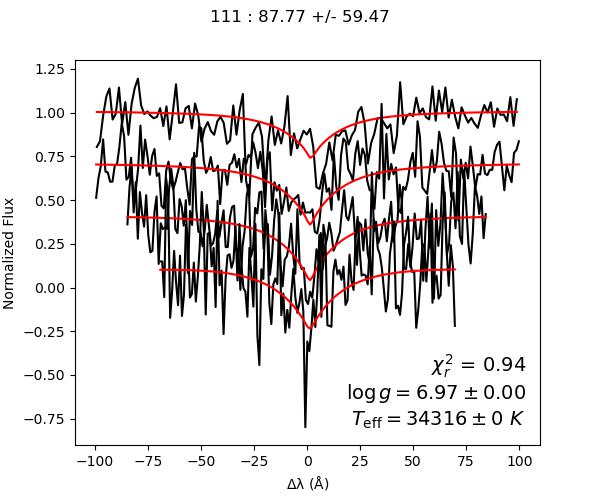 111 : 87.77 +/- 59.47
Normalized Flux
1.25
1.00
0.75
0.50
0.25
0.00
−0.25
−0.50
−0.75
χ²ᵣ = 0.94
log g = 6.97 ± 0.00
T_eff = 34316 ± 0 K
−100 −75 −50 −25 0 25 50 75 100
Δλ (Å)